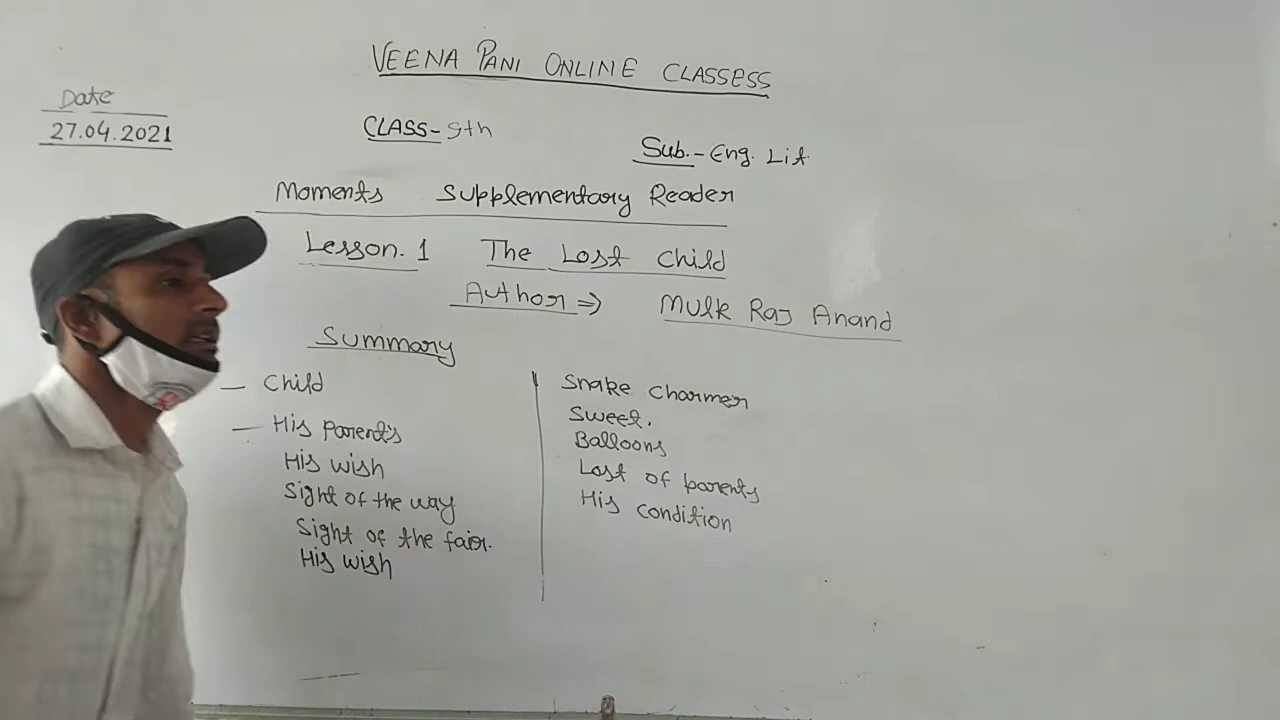 VEENA PANI ONLINE CLASSESS
Date
27.04.2021
CLASS-9th
Sub.-Eng. Lit
Moments Supplementary Reader
Lesson.1 The Lost Child
Author ⇒ Mulk Raj Anand
Summary
— Child
— His parent's
His wish
Sight of the way
Sight of the fair.
His wish
Snake Charmer
Sweet.
Balloons
Lost of parents
His condition